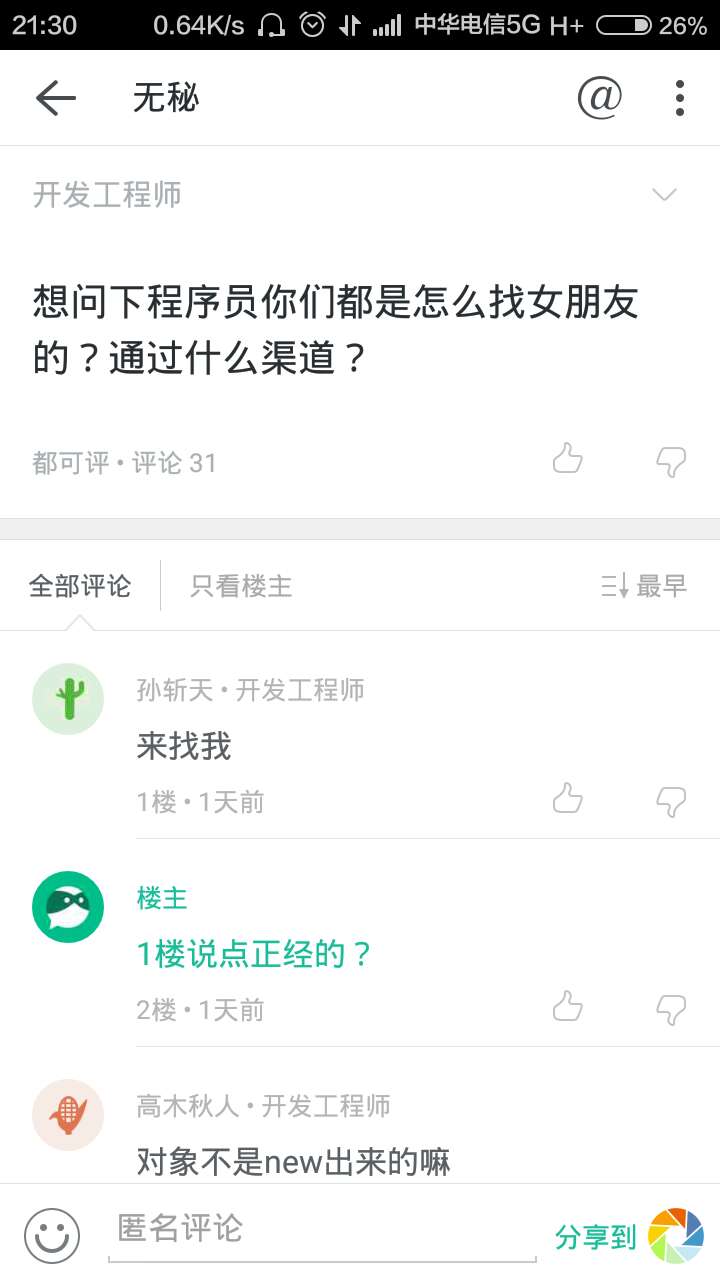 21:30 0.64K/s 中华电信5G H+ 26%
无秘 @
开发工程师
想问下程序员你们都是怎么找女朋友
的？通过什么渠道？
都可评 • 评论 31
全部评论 只看楼主 最早
孙斩天 • 开发工程师
来找我
1楼 • 1天前
楼主
1楼说点正经的？
2楼 • 1天前
高木秋人 • 开发工程师
对象不是new出来的嘛
匿名评论 分享到